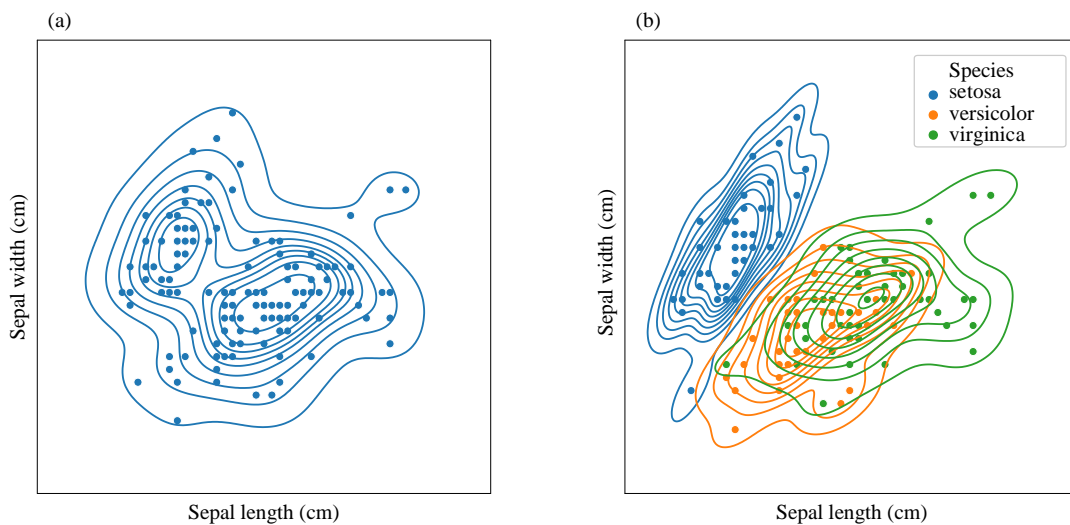 (a)
Sepal width (cm)
Sepal length (cm)
(b)
Species
setosa
versicolor
virginica
Sepal width (cm)
Sepal length (cm)